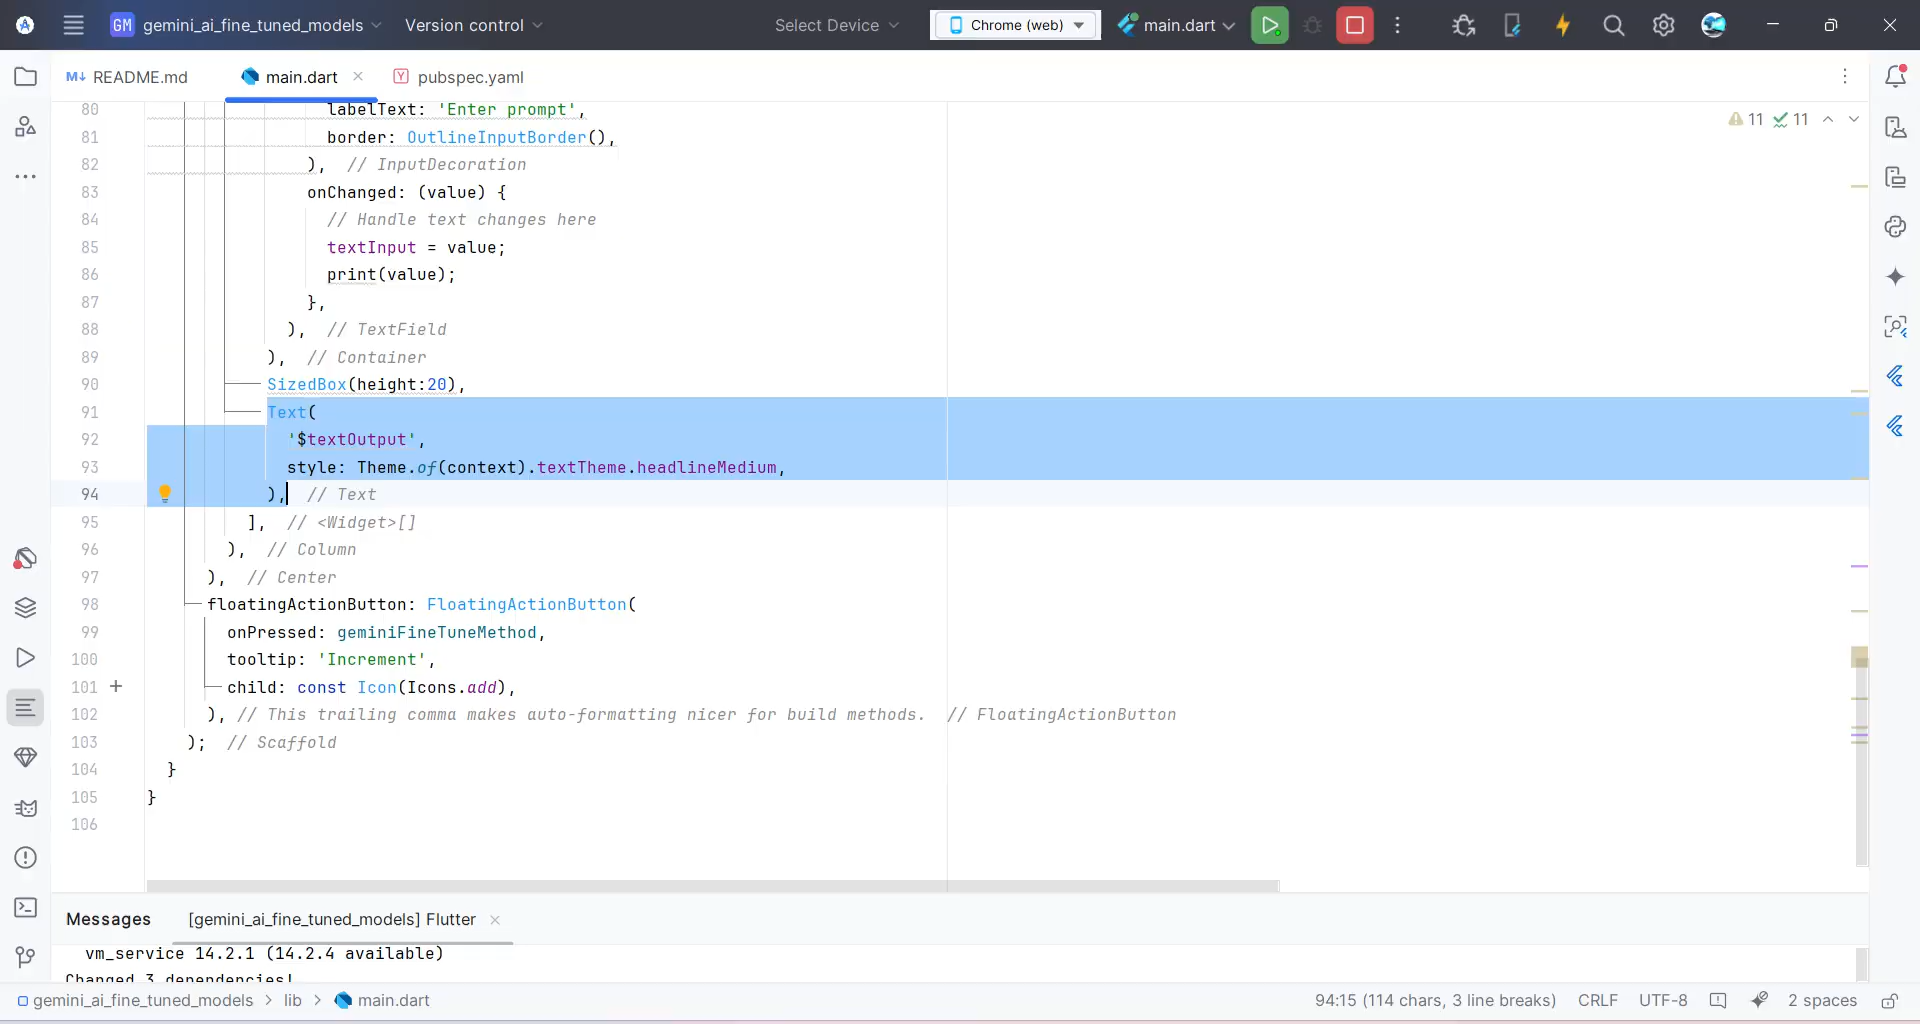 GM gemini_ai_fine_tuned_models Version control Select Device Chrome (web) main.dart
M↓ README.md main.dart Y pubspec.yaml
80 labelText: 'Enter prompt',
11 11
81 border: OutlineInputBorder(),
82 ), // InputDecoration
83 onChanged: (value) {
84 // Handle text changes here
85 textInput = value;
86 print(value);
87 },
88 ), // TextField
89 ), // Container
90 SizedBox(height:20),
91 Text(
92 '$textOutput',
93 style: Theme.of(context).textTheme.headlineMedium,
94 ), // Text
95 ], // <Widget>[]
96 ), // Column
97 ), // Center
98 floatingActionButton: FloatingActionButton(
99 onPressed: geminiFineTuneMethod,
100 tooltip: 'Increment',
101 child: const Icon(Icons.add),
102 ), // This trailing comma makes auto-formatting nicer for build methods. // FloatingActionButton
103 ); // Scaffold
104 }
105 }
106
Messages [gemini_ai_fine_tuned_models] Flutter
vm_service 14.2.1 (14.2.4 available)
Changed 3 dependencies!
gemini_ai_fine_tuned_models > lib > main.dart 94:15 (114 chars, 3 line breaks) CRLF UTF-8 2 spaces